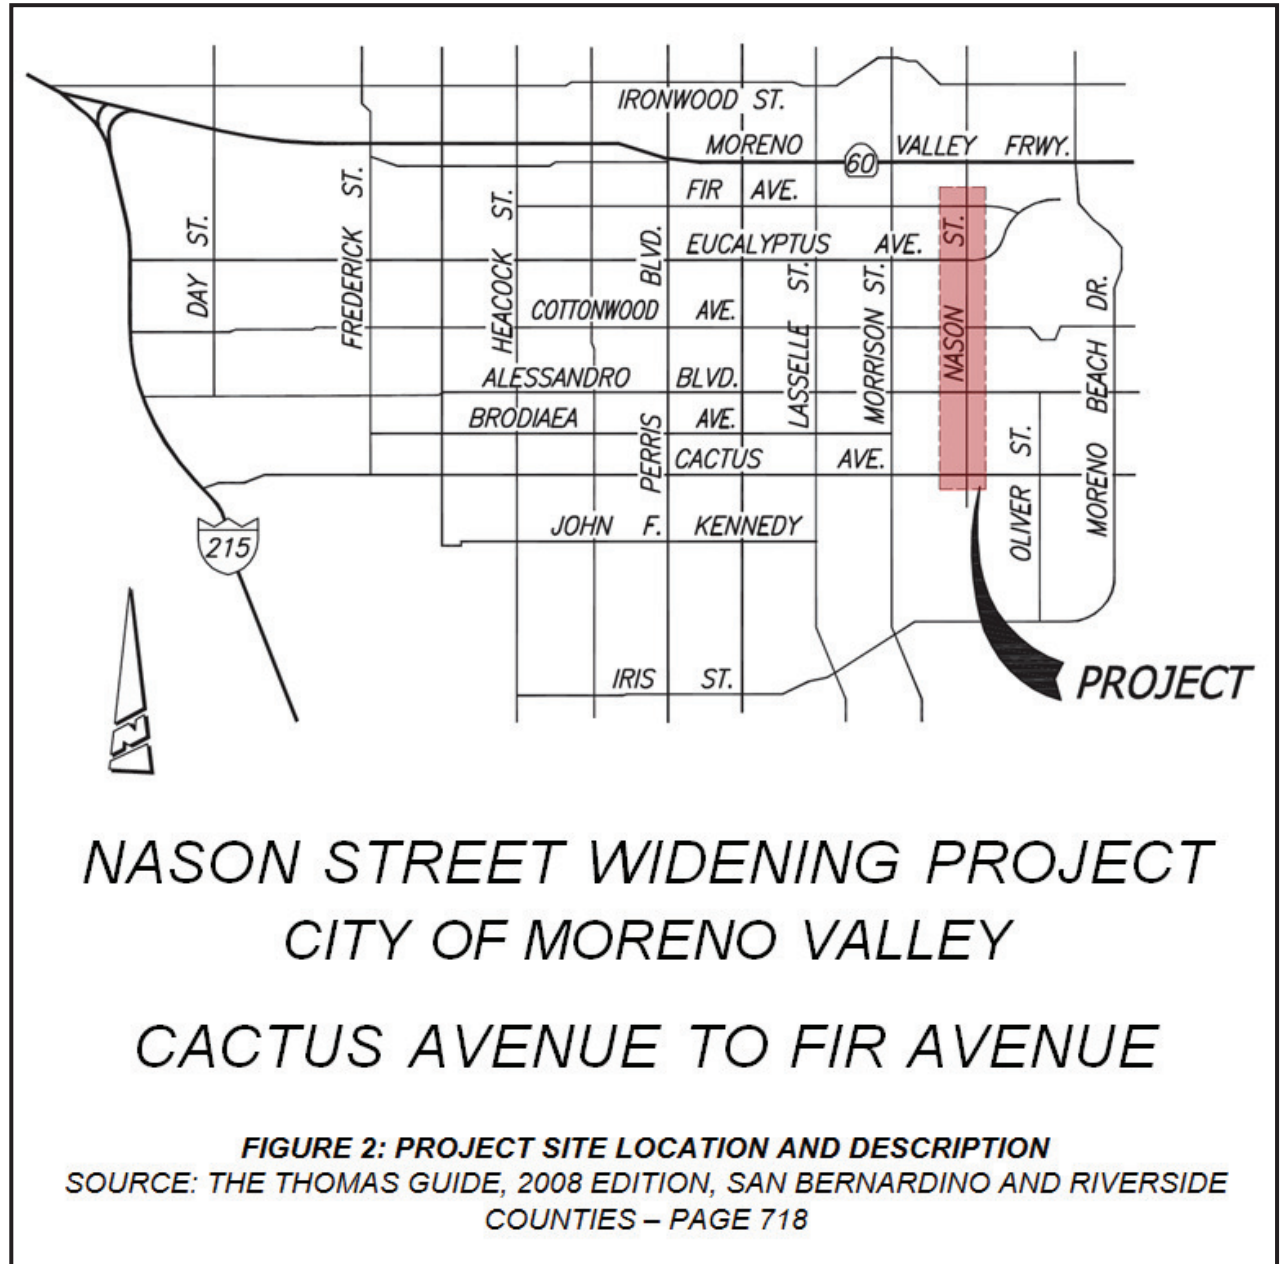 IRONWOOD ST.
MORENO 60 VALLEY FRWY.
FIR AVE.
EUCALYPTUS AVE.
COTTONWOOD AVE.
ALESSANDRO BLVD.
BRODIAEA AVE.
CACTUS AVE.
JOHN F. KENNEDY
IRIS ST.
DAY ST.
FREDERICK ST.
HEACOCK ST.
PERRIS BLVD.
LASSELLE ST.
MORRISON ST.
NASON ST.
OLIVER ST.
MORENO BEACH DR.
215
N
PROJECT
NASON STREET WIDENING PROJECT
CITY OF MORENO VALLEY
CACTUS AVENUE TO FIR AVENUE
FIGURE 2: PROJECT SITE LOCATION AND DESCRIPTION
SOURCE: THE THOMAS GUIDE, 2008 EDITION, SAN BERNARDINO AND RIVERSIDE
COUNTIES – PAGE 718